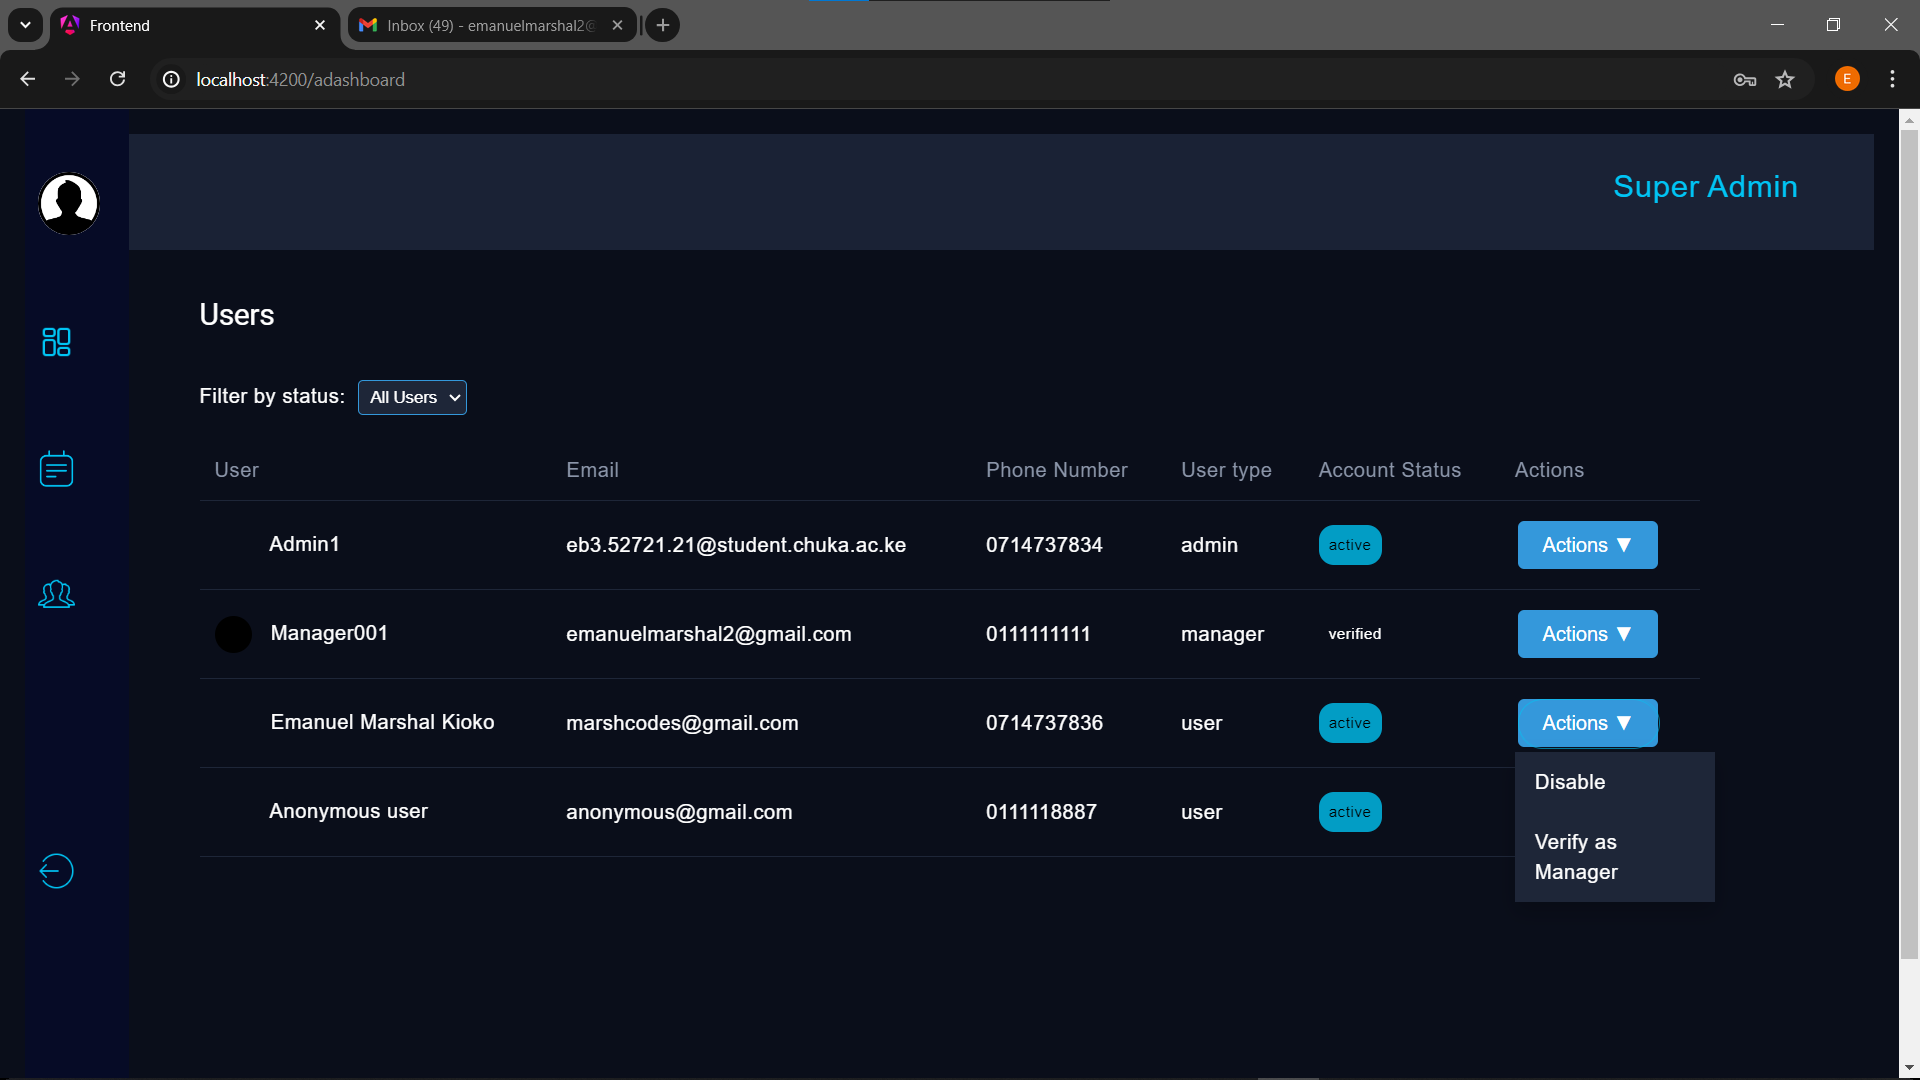 Frontend
Inbox (49) - emanuelmarshal2@
localhost:4200/adashboard
E
Super Admin
Users
Filter by status: All Users
User Email Phone Number User type Account Status Actions
Admin1 eb3.52721.21@student.chuka.ac.ke 0714737834 admin active Actions ▼
Manager001 emanuelmarshal2@gmail.com 0111111111 manager verified Actions ▼
Emanuel Marshal Kioko marshcodes@gmail.com 0714737836 user active Actions ▼
Disable
Anonymous user anonymous@gmail.com 0111118887 user active
Verify as
Manager